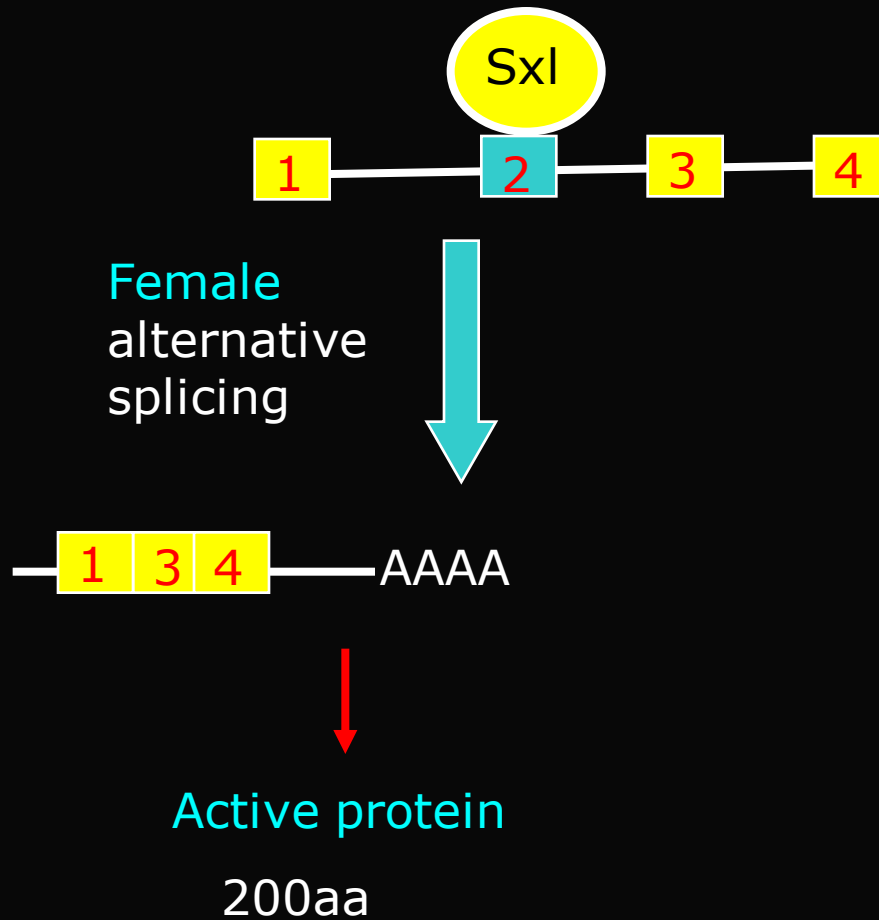 Sxl
1 2 3 4
Female
alternative
splicing
1 3 4 AAAA
Active protein
200aa